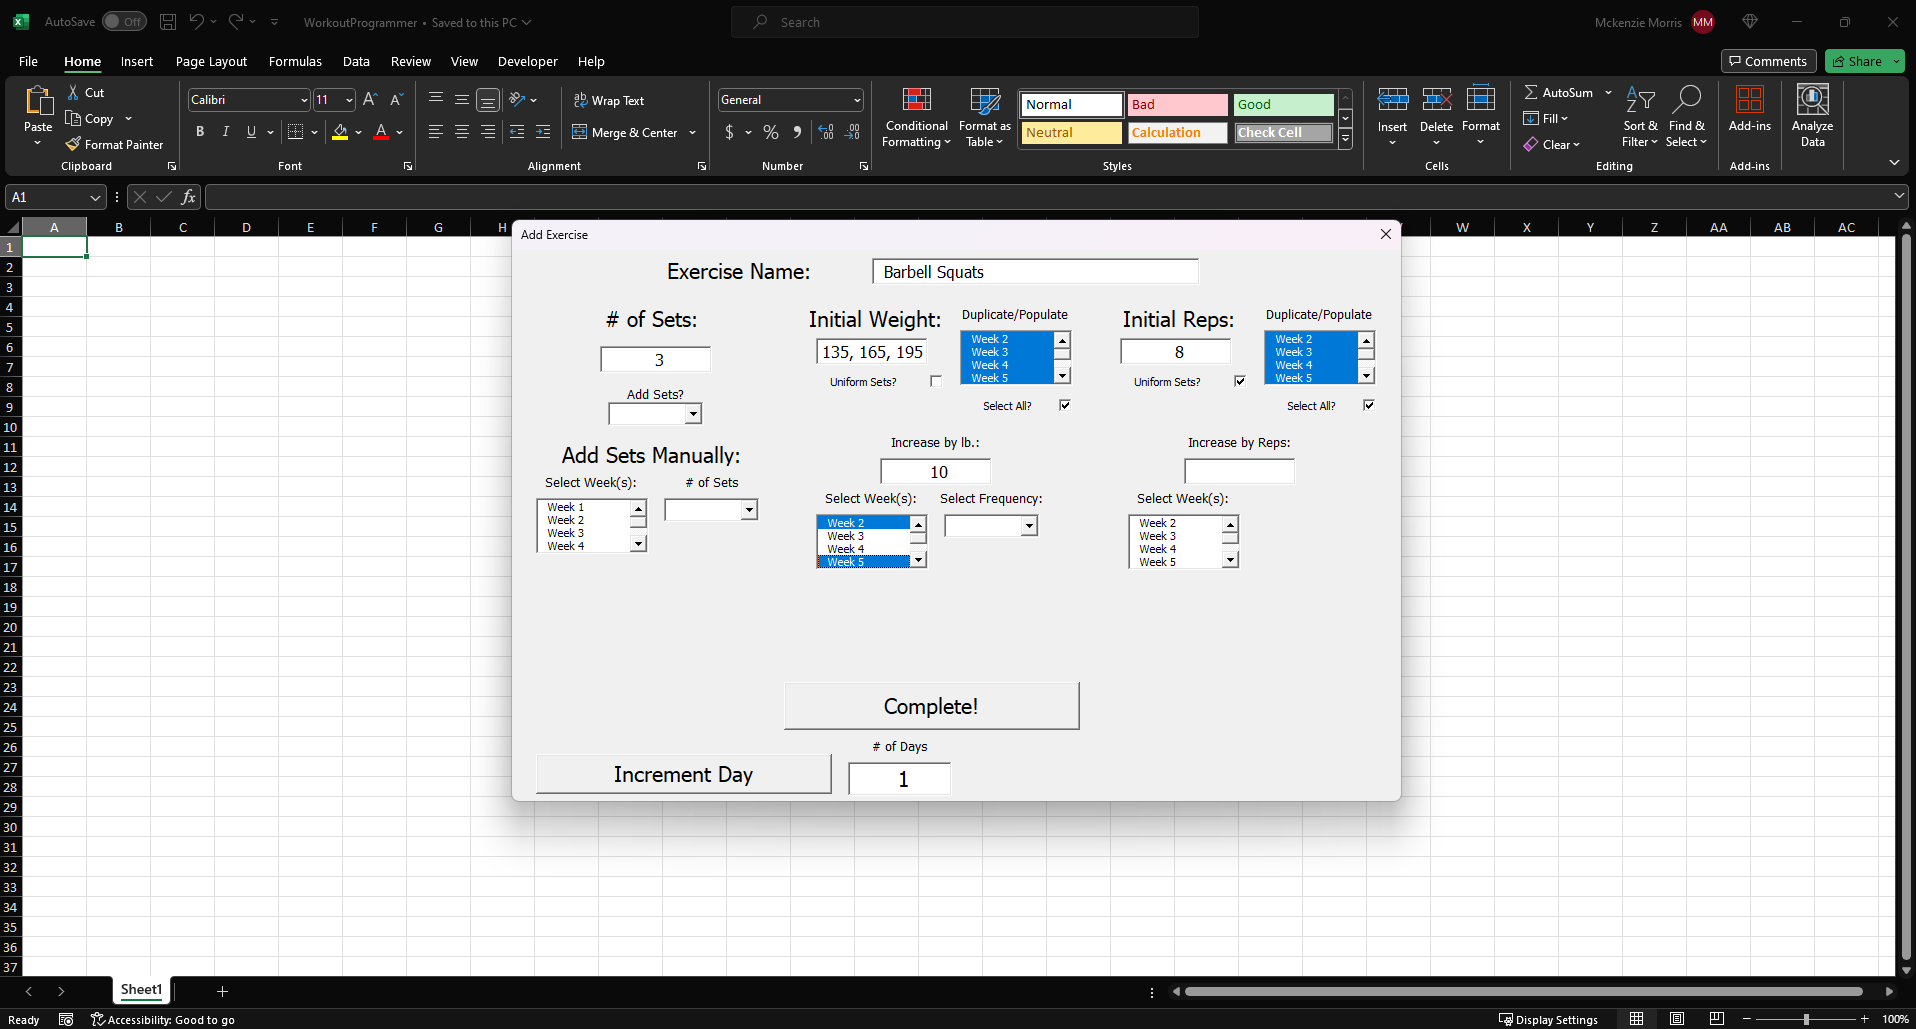 AutoSave Off WorkoutProgrammer • Saved to this PC Search Mckenzie Morris MM
File Home Insert Page Layout Formulas Data Review View Developer Help Comments Share
Paste Cut Copy Format Painter Clipboard
Calibri 11 B I U A Font
Wrap Text Merge & Center Alignment
General $ % Number
Conditional Formatting Format as Table
Normal Bad Good
Neutral Calculation Check Cell
Styles
Insert Delete Format Cells
AutoSum Fill Clear Sort & Filter Find & Select Editing
Add-ins Add-ins
Analyze Data
A1 fx
A B C D E F G H W X Y Z AA AB AC
1
2
3
4
5
6
7
8
9
10
11
12
13
14
15
16
17
18
19
20
21
22
23
24
25
26
27
28
29
30
31
32
33
34
35
36
37
Add Exercise
Exercise Name: Barbell Squats
# of Sets:
3
Add Sets?
Add Sets Manually:
Select Week(s): # of Sets
Week 1
Week 2
Week 3
Week 4
Initial Weight: Duplicate/Populate
135, 165, 195
Week 2
Week 3
Week 4
Week 5
Uniform Sets?
Select All?
Increase by lb.:
10
Select Week(s): Select Frequency:
Week 2
Week 3
Week 4
Week 5
Initial Reps: Duplicate/Populate
8
Week 2
Week 3
Week 4
Week 5
Uniform Sets?
Select All?
Increase by Reps:
Select Week(s):
Week 2
Week 3
Week 4
Week 5
Complete!
# of Days
Increment Day 1
Sheet1
Ready Accessibility: Good to go Display Settings 100%